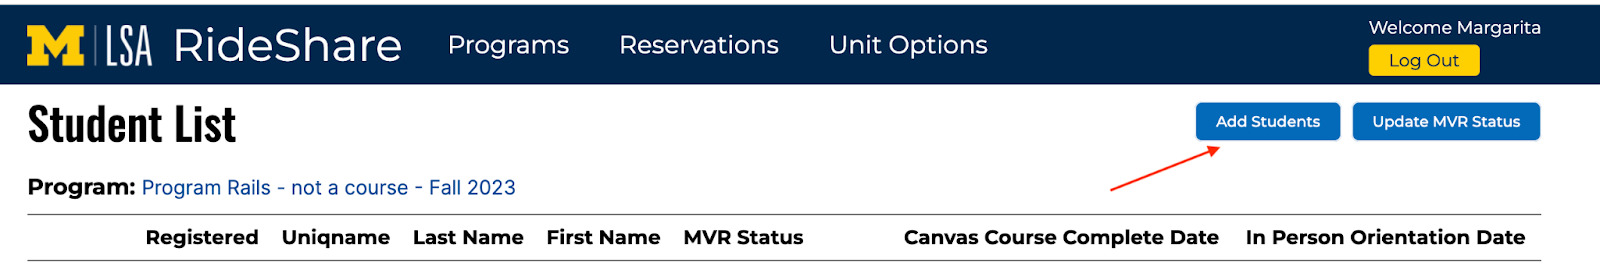 M | LSA RideShare Programs Reservations Unit Options Welcome Margarita
Log Out
Student List Add Students Update MVR Status
Program: Program Rails - not a course - Fall 2023
Registered Uniqname Last Name First Name MVR Status Canvas Course Complete Date In Person Orientation Date